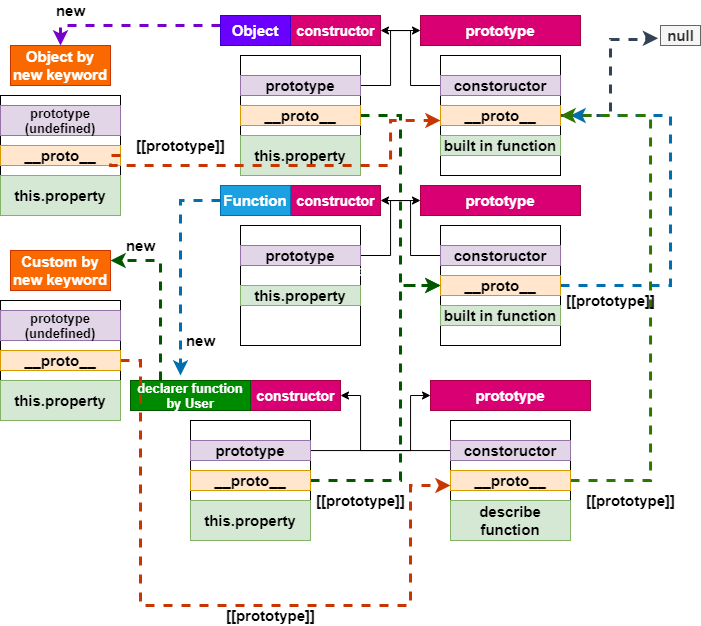 new
Object
constructor
prototype
null
Object by
new keyword
prototype
constoructor
prototype
(undefined)
__proto__
__proto__
[[prototype]]
built in function
__proto__
this.property
this.property
Function
constructor
prototype
new
Custom by
new keyword
prototype
constoructor
this.property
__proto__
[[prototype]]
prototype
(undefined)
built in function
new
__proto__
declarer function
by User
constructor
prototype
this.property
prototype
constoructor
__proto__
__proto__
[[prototype]]
[[prototype]]
this.property
describe
function
[[prototype]]